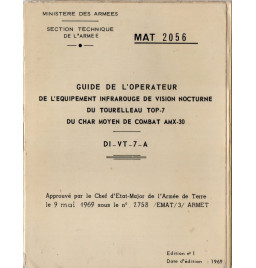 MINISTERE DES ARMEES
SECTION TECHNIQUE
DE L'ARMÉE
MAT 2056
GUIDE DE L'OPERATEUR
DE L'EQUIPEMENT INFRAROUGE DE VISION NOCTURNE
DU TOURELLEAU TOP-7
DU CHAR MOYEN DE COMBAT AMX-30
DI-VT-7-A
Approuvé par le Chef d'Etat-Major de l'Armée de Terre
le 9 mai 1969 sous le n° 2758 /EMAT/3/ ARMET
Edition n° 1
Date d'édition : 1969